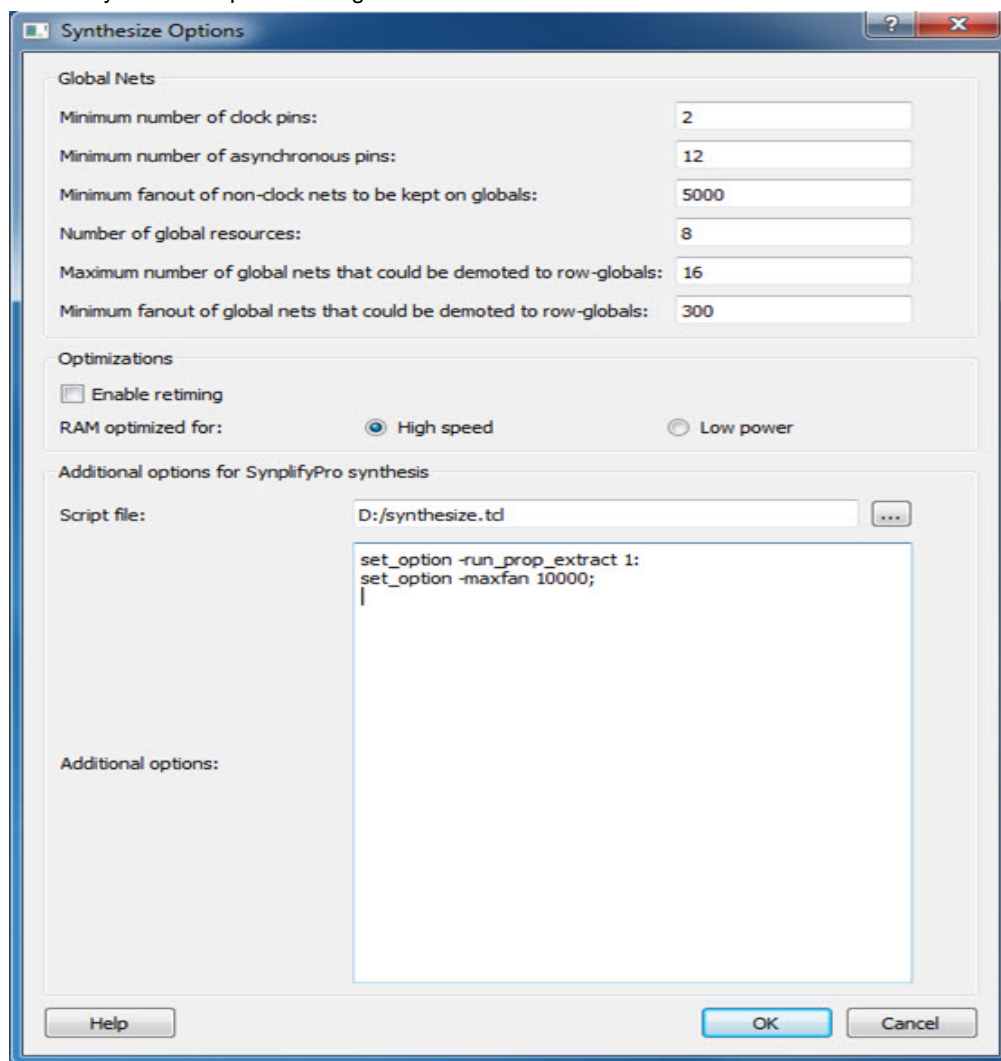 Synthesize Options
Global Nets
Minimum number of clock pins: 2
Minimum number of asynchronous pins: 12
Minimum fanout of non-clock nets to be kept on globals: 5000
Number of global resources: 8
Maximum number of global nets that could be demoted to row-globals: 16
Minimum fanout of global nets that could be demoted to row-globals: 300
Optimizations
Enable retiming
RAM optimized for: High speed Low power
Additional options for SynplifyPro synthesis
Script file: D:/synthesize.tcl ...
set_option -run_prop_extract 1:
set_option -maxfan 10000;
Additional options:
Help OK Cancel